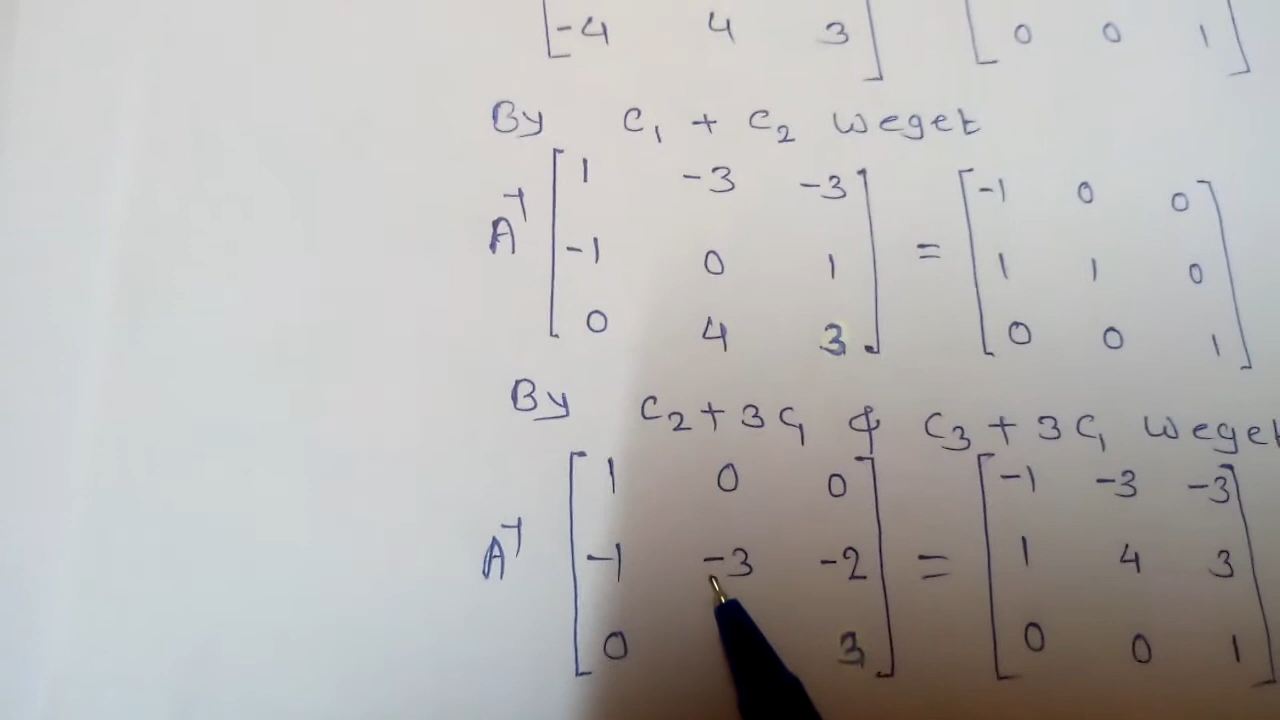 -4 4 3 0 0 1
By C₁ + C₂ weget
1 -3 -3 -1 0 0
A⁻¹ -1 0 1 = 1 1 0
0 4 3 0 0 1
By C₂ + 3C₁ & C₃ + 3C₁ weget
1 0 0 -1 -3 -3
A⁻¹ -1 -3 -2 = 1 4 3
0 3 0 0 1